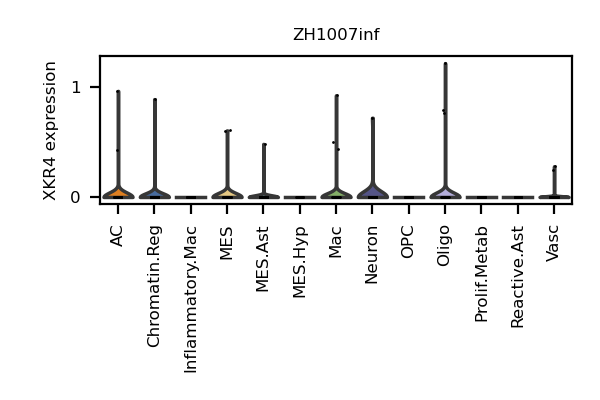 ZH1007inf
XKR4 expression
1
0
AC
Chromatin.Reg
Inflammatory.Mac
MES
MES.Ast
MES.Hyp
Mac
Neuron
OPC
Oligo
Prolif.Metab
Reactive.Ast
Vasc